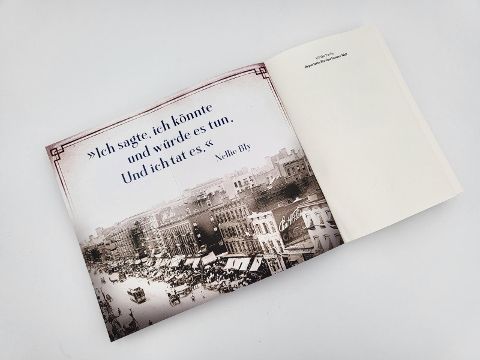 »Ich sagte, ich könnte
und würde es tun.
Und ich tat es.«
Nellie Bly